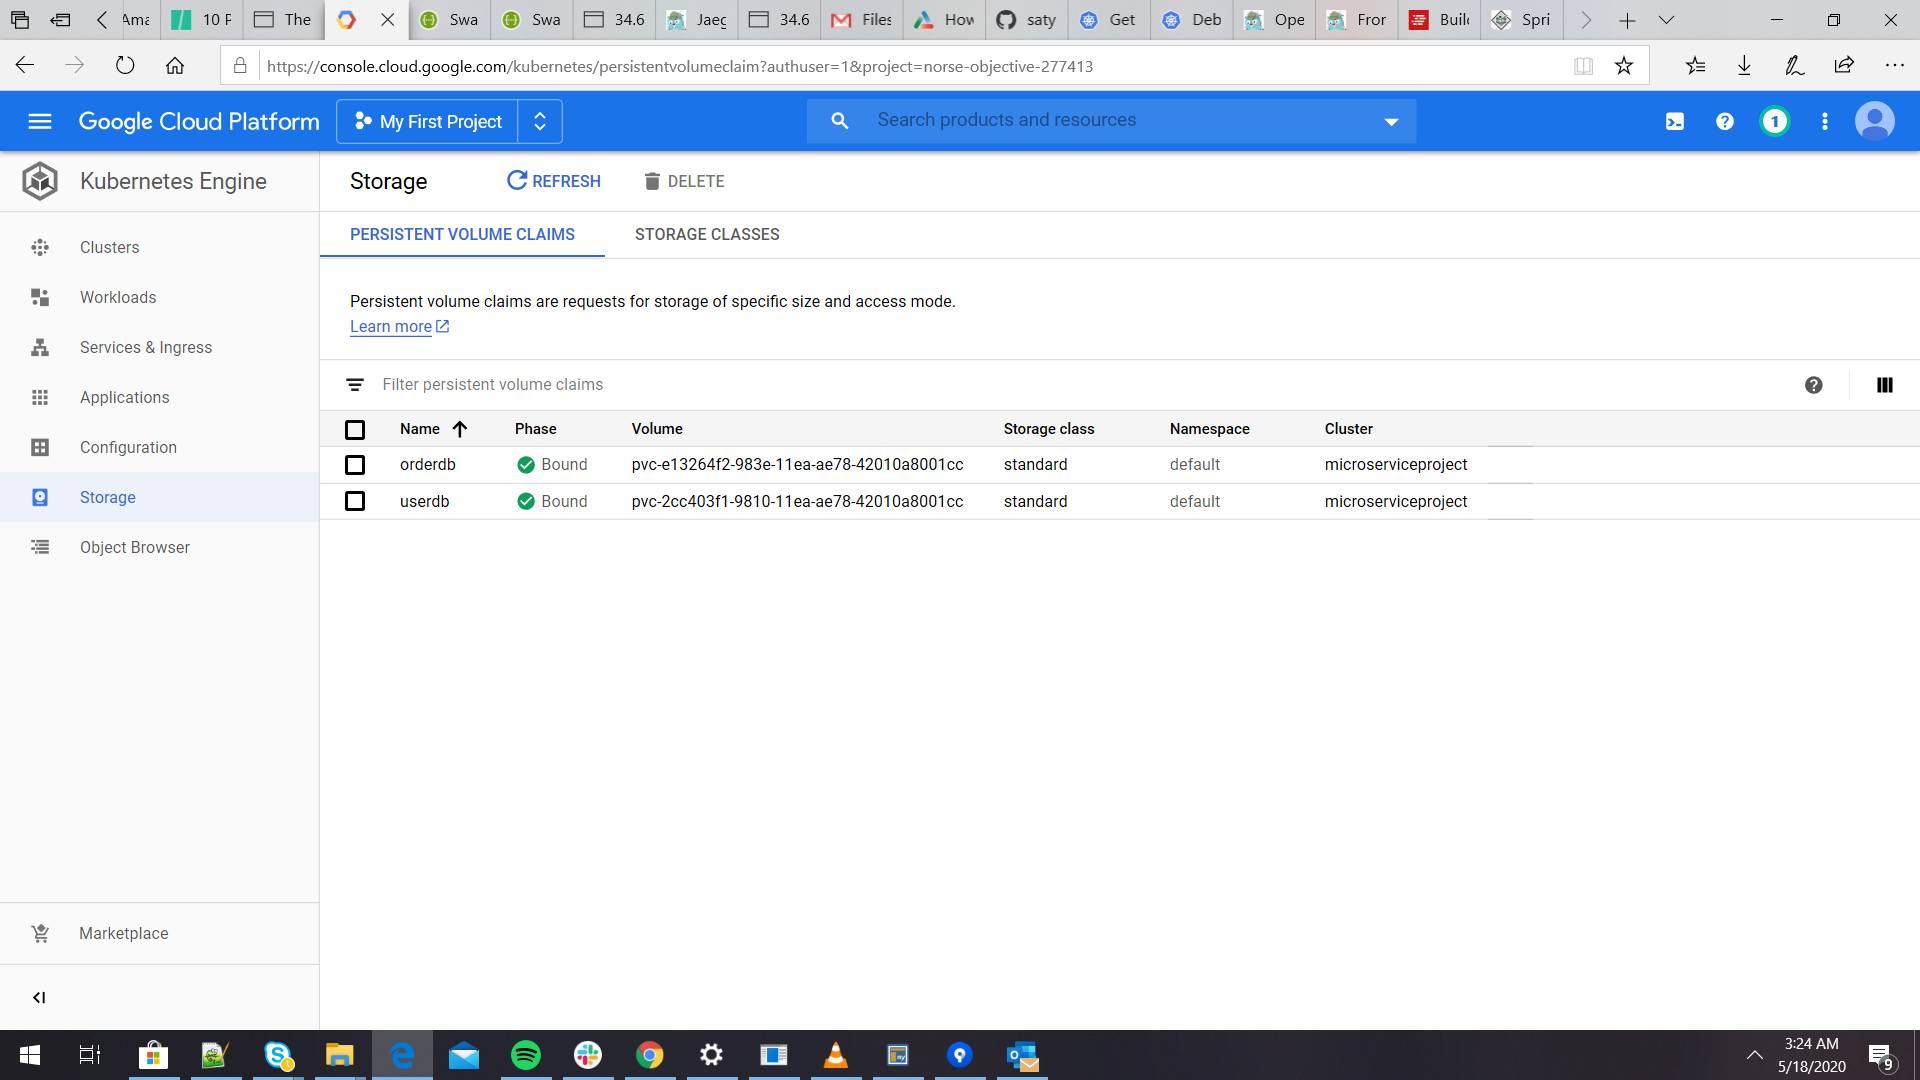 Ama
10 F
The
Swa
Swa
34.6
Jaeg
34.6
Files
How
saty
Get
Deb
Ope
Fror
Build
Spri
https://console.cloud.google.com/kubernetes/persistentvolumeclaim?authuser=1&project=norse-objective-277413
Google Cloud Platform
My First Project
Search products and resources
1
Kubernetes Engine
Storage
REFRESH
DELETE
PERSISTENT VOLUME CLAIMS
STORAGE CLASSES
Clusters
Workloads
Services & Ingress
Applications
Configuration
Storage
Object Browser
Persistent volume claims are requests for storage of specific size and access mode.
Learn more
Filter persistent volume claims
Name Phase Volume Storage class Namespace Cluster
orderdb Bound pvc-e13264f2-983e-11ea-ae78-42010a8001cc standard default microserviceproject
userdb Bound pvc-2cc403f1-9810-11ea-ae78-42010a8001cc standard default microserviceproject
Marketplace
3:24 AM
5/18/2020
9